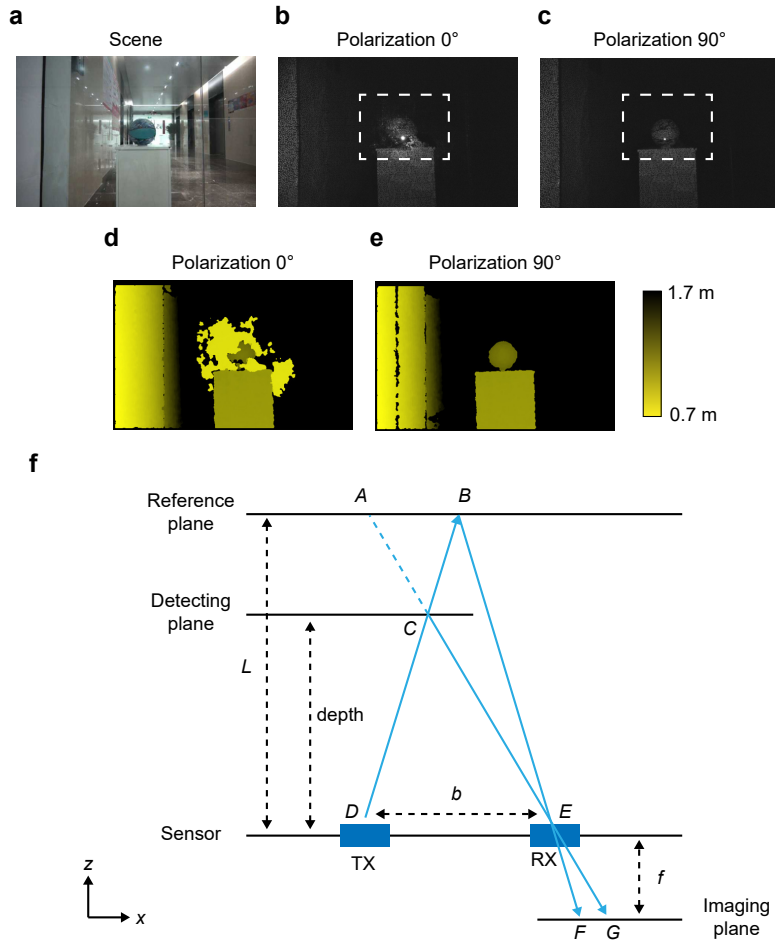 a
Scene
b
Polarization 0°
c
Polarization 90°
d
Polarization 0°
e
Polarization 90°
1.7 m
0.7 m
f
Reference
plane
A
B
Detecting
plane
C
L
depth
D
b
E
Sensor
TX
RX
z
x
f
F
G
Imaging
plane